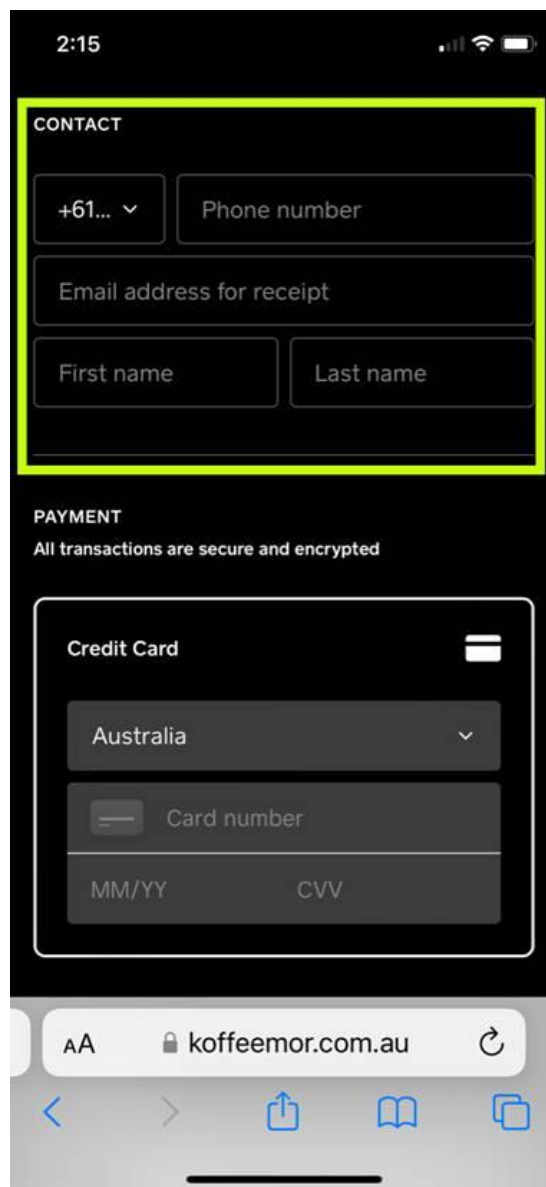 2:15
CONTACT
+61... Phone number
Email address for receipt
First name Last name
PAYMENT
All transactions are secure and encrypted
Credit Card
Australia
Card number
MM/YY CVV
AA koffeemor.com.au